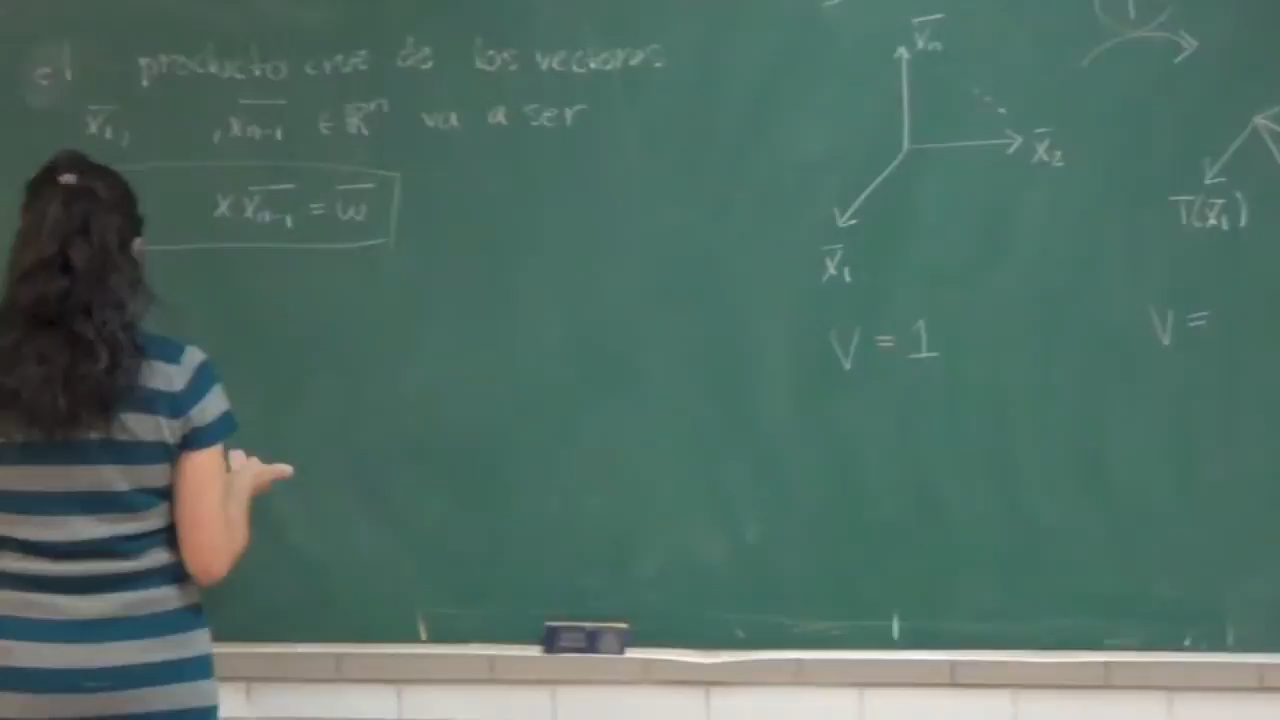 el producto cruz de los vectores
x̅₁, , x̅ₙ₋₁ ∈ ℝⁿ va a ser
x x̅ₙ₋₁ = w̅
x̅ₙ
x̅₂
x̅₁
V = 1
T
T(x̅₁)
V =